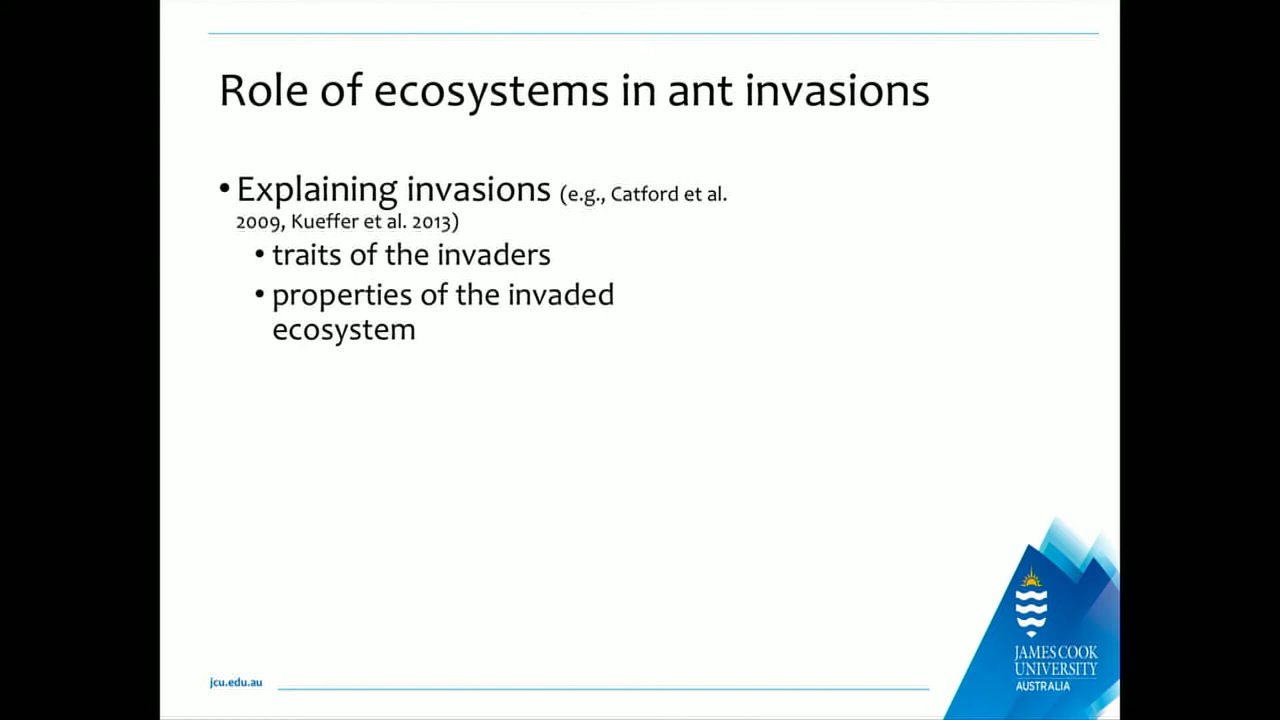 Role of ecosystems in ant invasions
• Explaining invasions (e.g., Catford et al.
2009, Kueffer et al. 2013)
• traits of the invaders
• properties of the invaded
ecosystem
jcu.edu.au
JAMES COOK
UNIVERSITY
AUSTRALIA